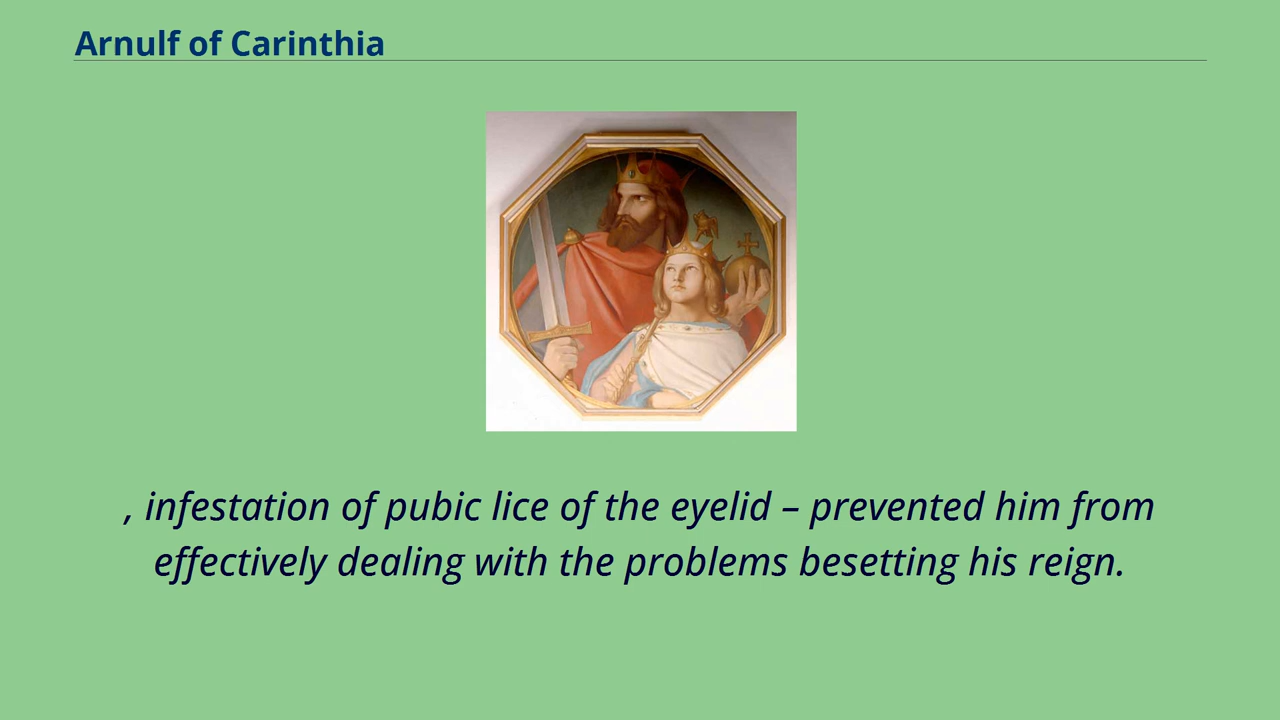 Arnulf of Carinthia
, infestation of pubic lice of the eyelid – prevented him from
effectively dealing with the problems besetting his reign.